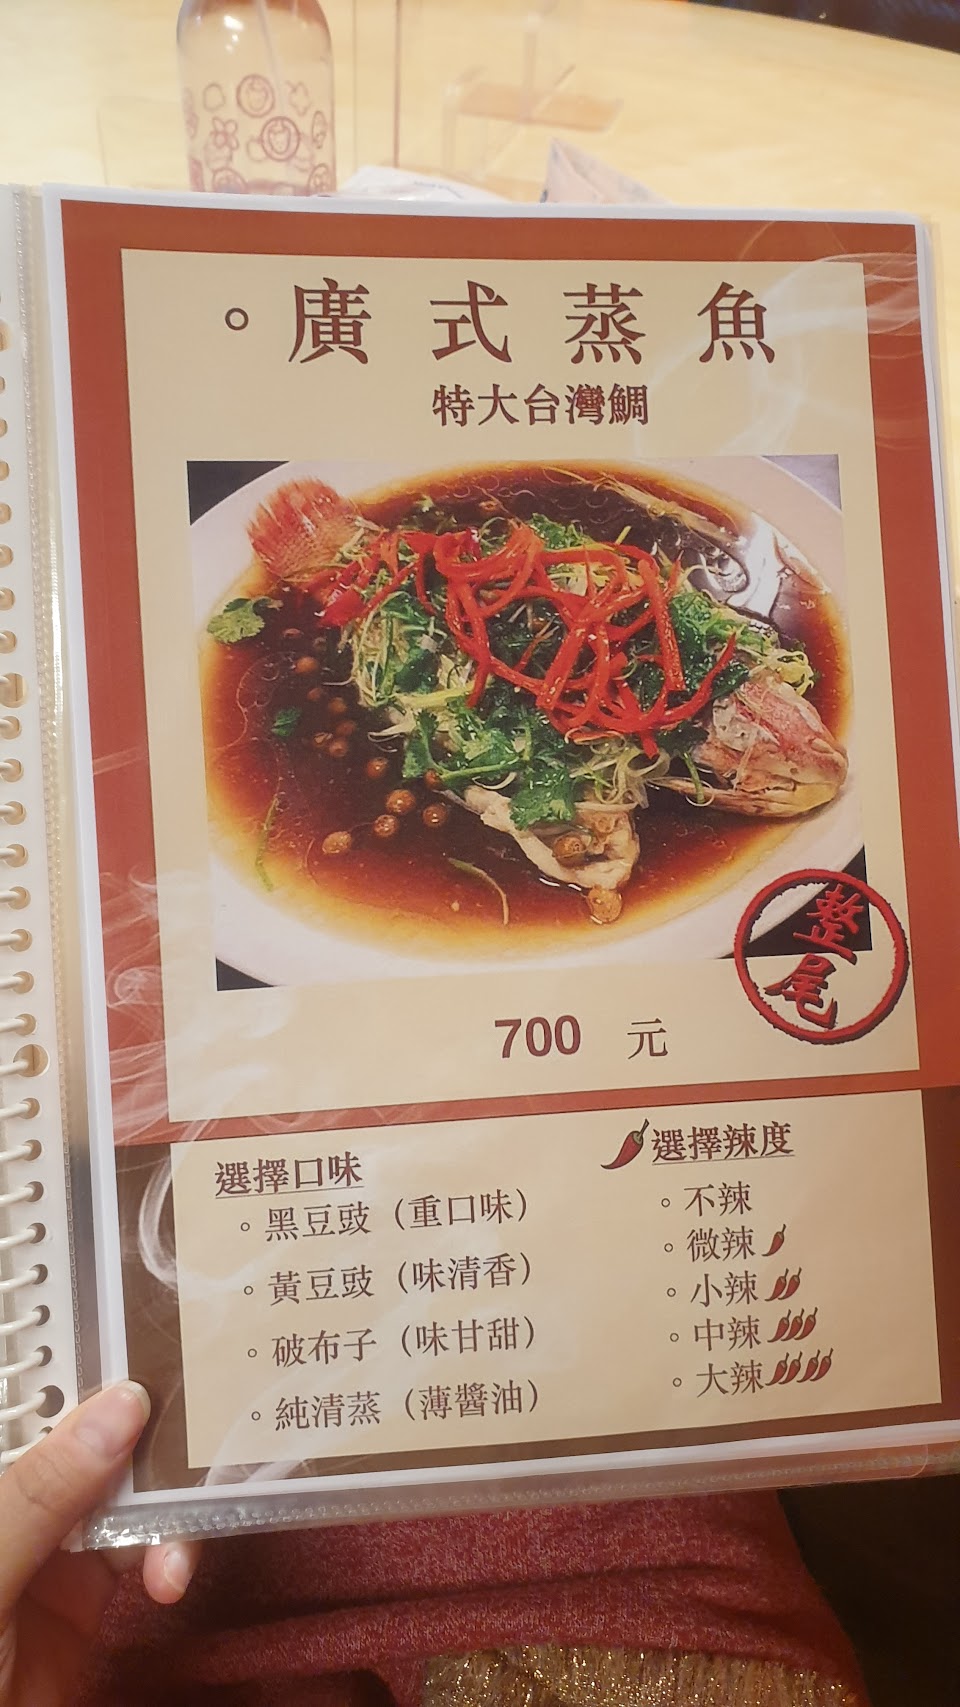 。廣式蒸魚
特大台灣鯛
整尾
700 元
選擇口味
。黑豆豉（重口味）
。黃豆豉（味清香）
。破布子（味甘甜）
。純清蒸（薄醬油）
選擇辣度
。不辣
。微辣
。小辣
。中辣
。大辣